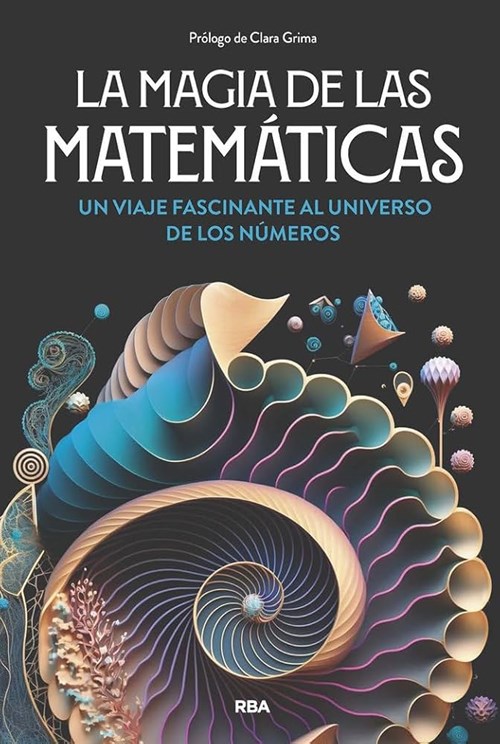 Prólogo de Clara Grima
LA MAGIA DE LAS
MATEMÁTICAS
UN VIAJE FASCINANTE AL UNIVERSO
DE LOS NÚMEROS
RBA